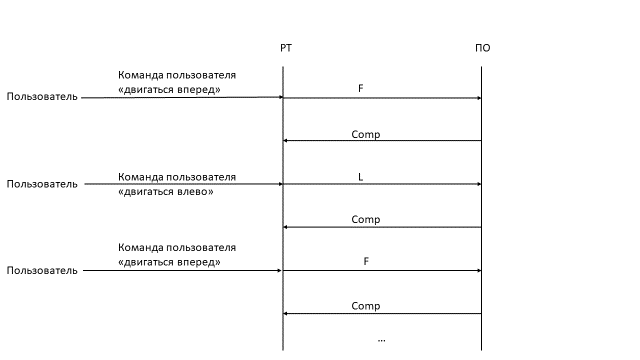 РТ
ПО
Команда пользователя
«двигаться вперед»
Пользователь
F
Comp
Команда пользователя
«двигаться влево»
Пользователь
L
Comp
Команда пользователя
«двигаться вперед»
Пользователь
F
Comp
...